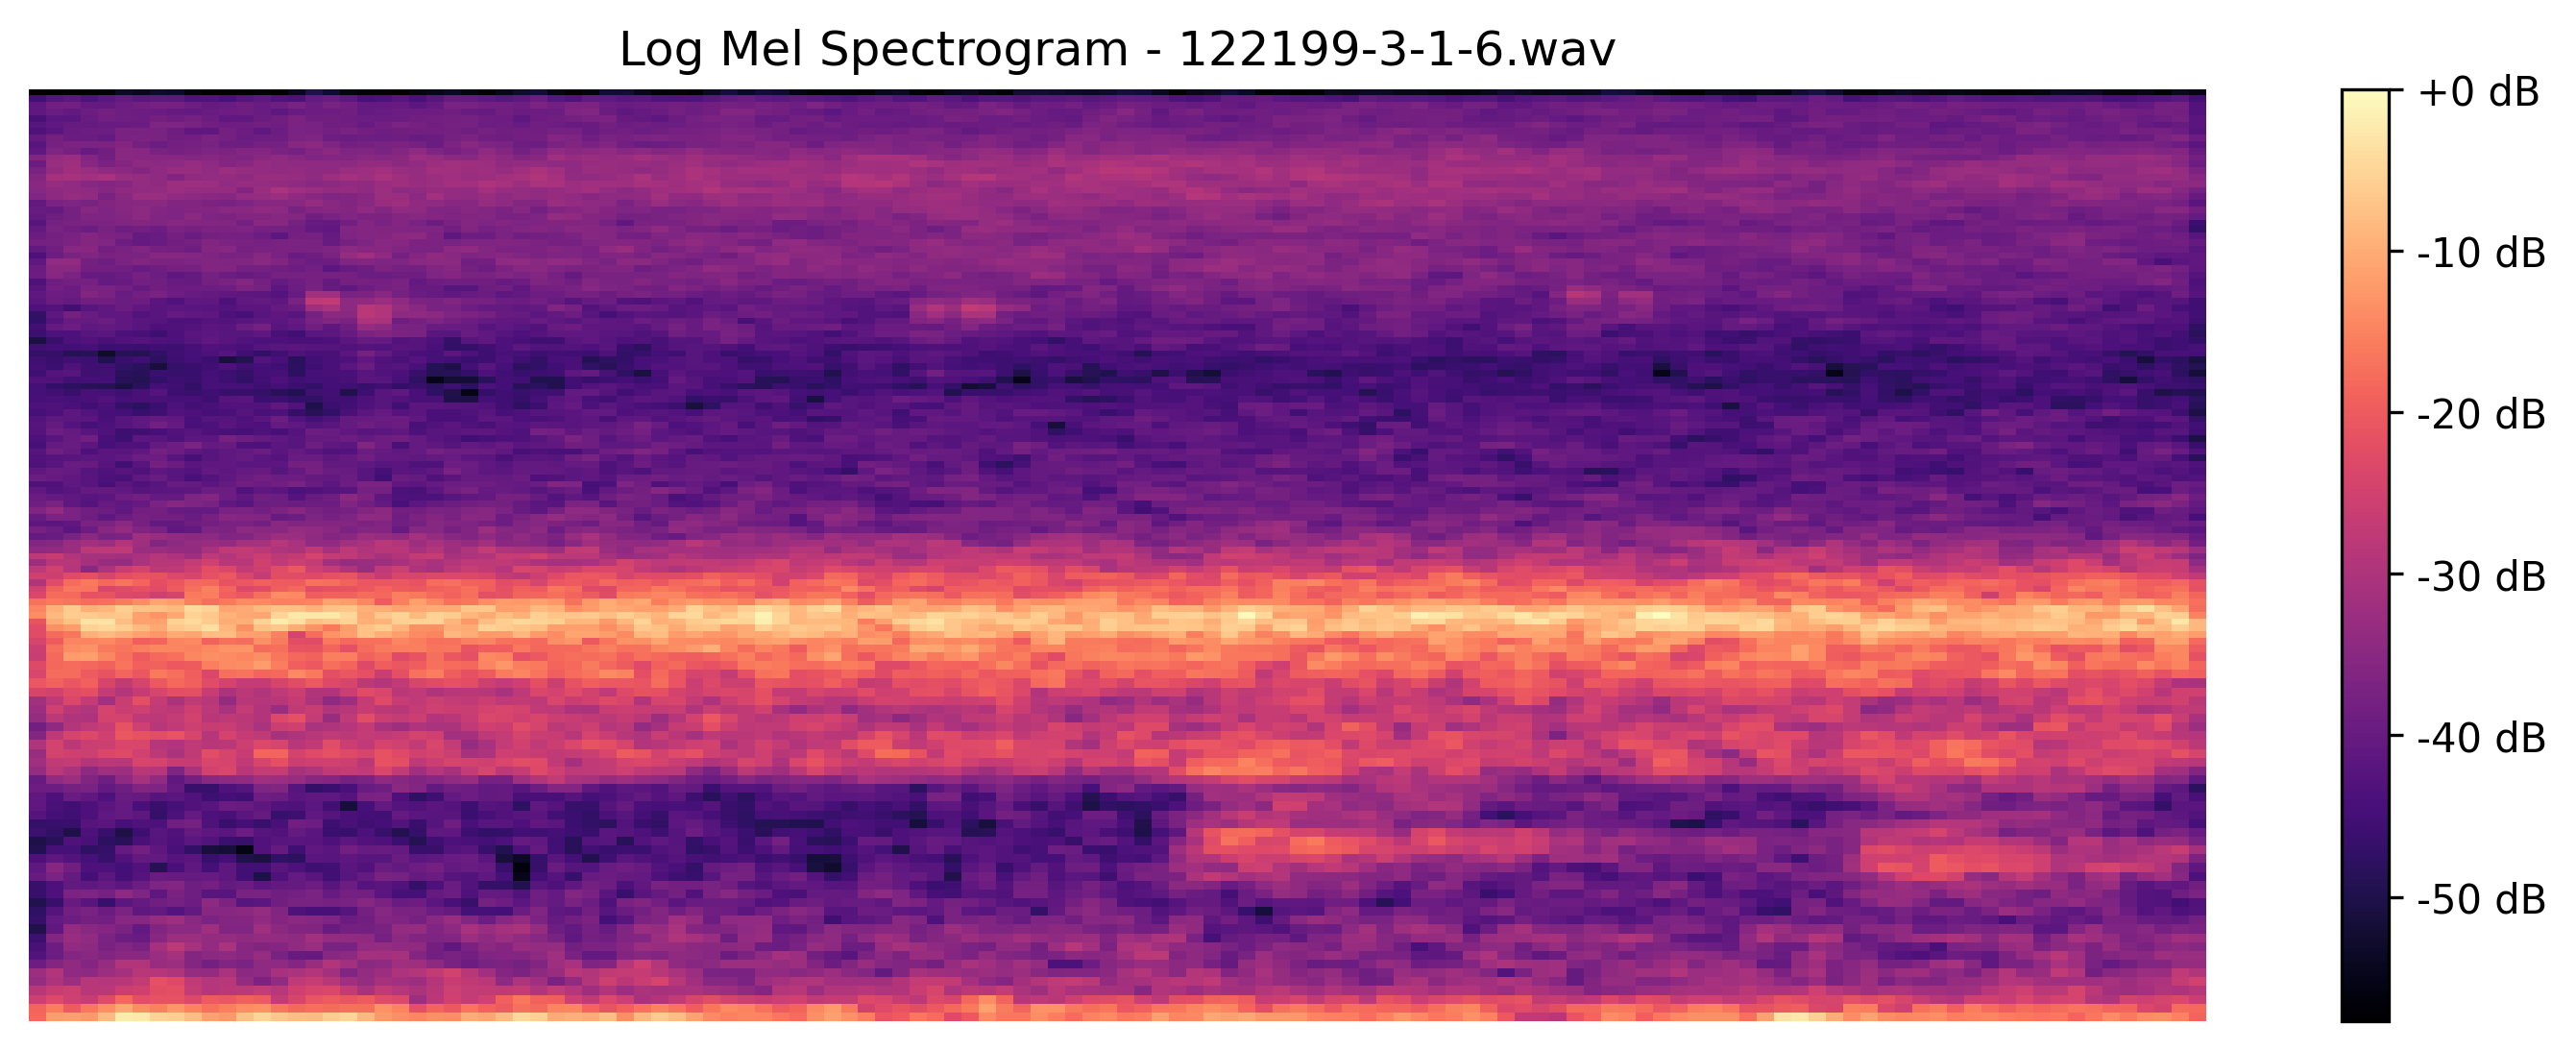 Log Mel Spectrogram - 122199-3-1-6.wav
+0 dB
-10 dB
-20 dB
-30 dB
-40 dB
-50 dB